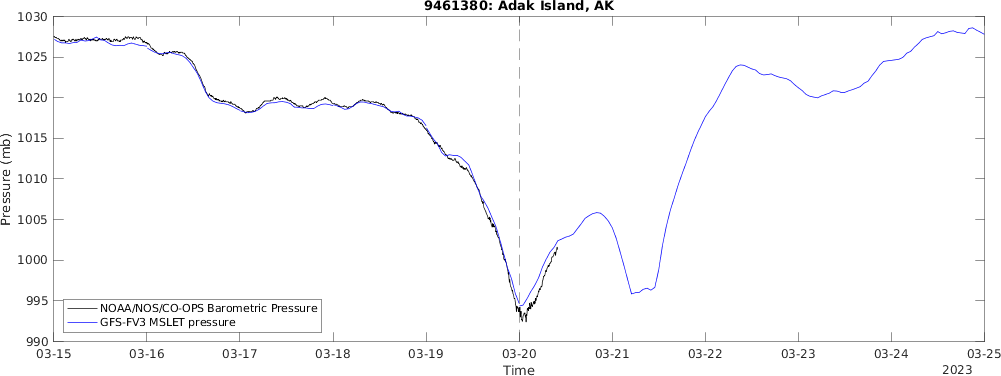 9461380: Adak Island, AK
1030
1025
1020
1015
1010
1005
1000
995
990
Pressure (mb)
NOAA/NOS/CO-OPS Barometric Pressure
GFS-FV3 MSLET pressure
03-15 03-16 03-17 03-18 03-19 03-20 03-21 03-22 03-23 03-24 03-25
Time
2023